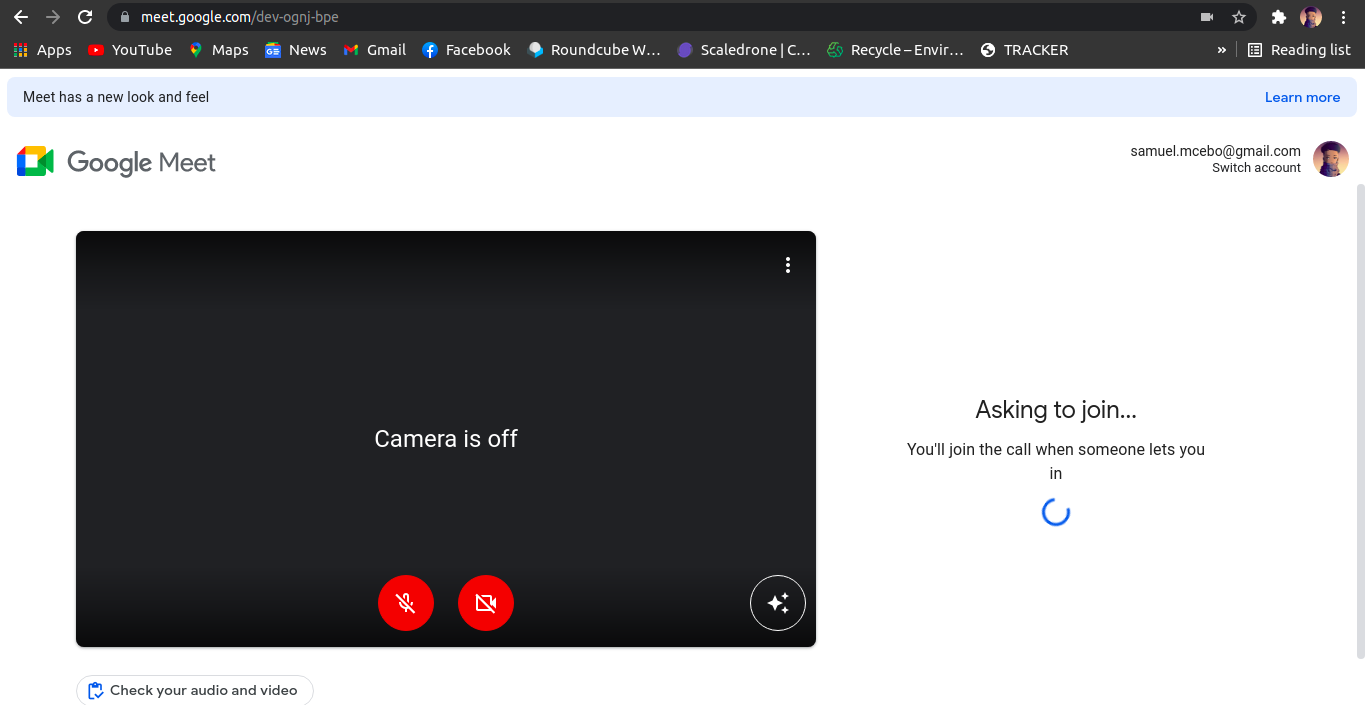 meet.google.com/dev-ognj-bpe
Apps YouTube Maps News Gmail Facebook Roundcube W... Scaledrone | C... Recycle – Envir... TRACKER » Reading list
Meet has a new look and feel Learn more
Google Meet
samuel.mcebo@gmail.com
Switch account
Camera is off
Asking to join...
You'll join the call when someone lets you
in
Check your audio and video